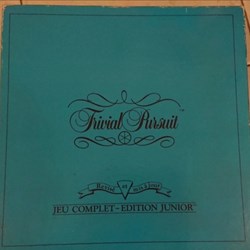 Trivial Pursuit
JEU COMPLET-EDITION JUNIOR